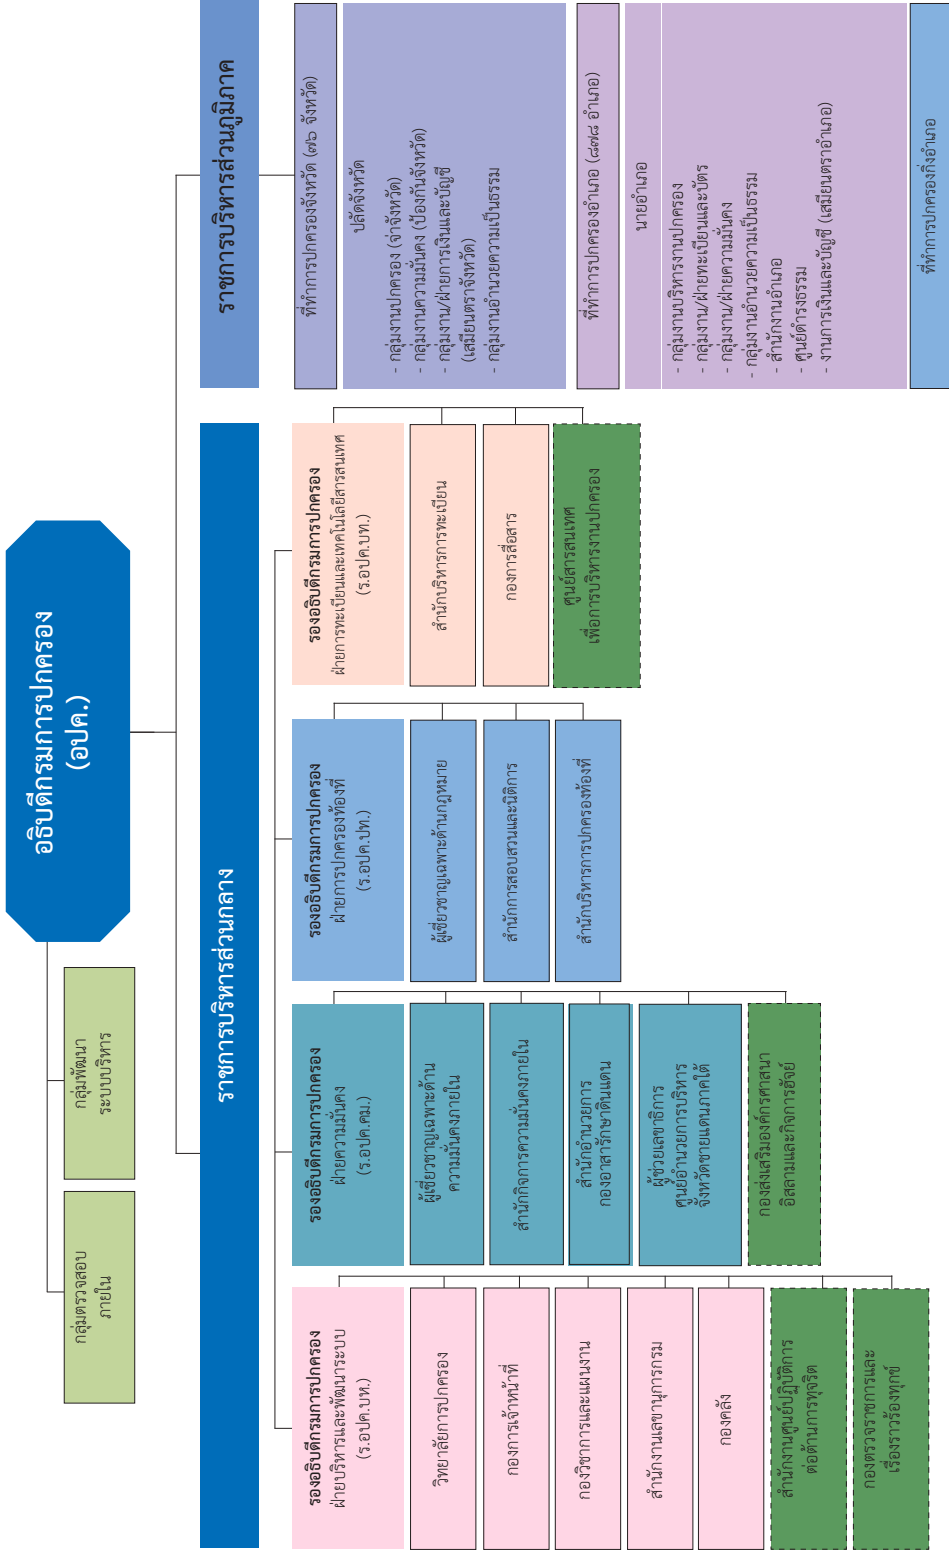 อธิบดีกรมการปกครอง
(อปค.)
กลุ่มตรวจสอบ
ภายใน
กลุ่มพัฒนา
ระบบบริหาร
ราชการบริหารส่วนกลาง
รองอธิบดีกรมการปกครอง
ฝ่ายบริหารและพัฒนาระบบ
(ร.อปค.บห.)
วิทยาลัยการปกครอง
กองการเจ้าหน้าที่
กองวิชาการและแผนงาน
สำนักงานเลขานุการกรม
กองคลัง
สำนักงานศูนย์ปฏิบัติการ
ต่อต้านการทุจริต
กองตรวจราชการและ
เรื่องราวร้องทุกข์
รองอธิบดีกรมการปกครอง
ฝ่ายความมั่นคง
(ร.อปค.คม.)
ผู้เชี่ยวชาญเฉพาะด้าน
ความมั่นคงภายใน
สำนักกิจการความมั่นคงภายใน
สำนักอำนวยการ
กองอาสารักษาดินแดน
ผู้ช่วยเลขาธิการ
ศูนย์อำนวยการบริหาร
จังหวัดชายแดนภาคใต้
กองส่งเสริมองค์กรศาสนา
อิสลามและกิจการฮัจย์
รองอธิบดีกรมการปกครอง
ฝ่ายการปกครองท้องที่
(ร.อปค.ปท.)
ผู้เชี่ยวชาญเฉพาะด้านกฎหมาย
สำนักการสอบสวนและนิติการ
สำนักบริหารการปกครองท้องที่
รองอธิบดีกรมการปกครอง
ฝ่ายการทะเบียนและเทคโนโลยีสารสนเทศ
(ร.อปค.บท.)
สำนักบริหารการทะเบียน
กองการสื่อสาร
ศูนย์สารสนเทศ
เพื่อการบริหารงานปกครอง
ราชการบริหารส่วนภูมิภาค
ที่ทำการปกครองจังหวัด (๗๖ จังหวัด)
ปลัดจังหวัด
- กลุ่มงานปกครอง (จ่าจังหวัด)
- กลุ่มงานความมั่นคง (ป้องกันจังหวัด)
- กลุ่มงาน/ฝ่ายการเงินและบัญชี
(เสมียนตราจังหวัด)
- กลุ่มงานอำนวยความเป็นธรรม
ที่ทำการปกครองอำเภอ (๘๗๘ อำเภอ)
นายอำเภอ
- กลุ่มงานบริหารงานปกครอง
- กลุ่มงาน/ฝ่ายทะเบียนและบัตร
- กลุ่มงาน/ฝ่ายความมั่นคง
- กลุ่มงานอำนวยความเป็นธรรม
- สำนักงานอำเภอ
- ศูนย์ดำรงธรรม
- งานการเงินและบัญชี (เสมียนตราอำเภอ)
ที่ทำการปกครองกิ่งอำเภอ